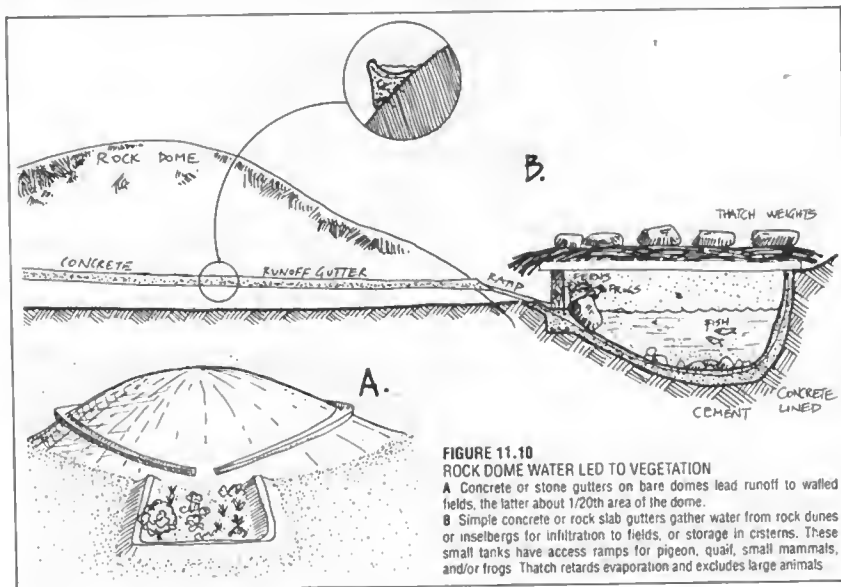 ROCK DOME
B.
THATCH WEIGHTS
CONCRETE RUNOFF GUTTER
RAMP
FERNS
FROGS
FISH
A.
CONCRETE
LINED
CEMENT
FIGURE 11.10
ROCK DOME WATER LED TO VEGETATION
A Concrete or stone gutters on bare domes lead runoff to walled
fields, the latter about 1/20th area of the dome.
B Simple concrete or rock slab gutters gather water from rock dunes
or inselbergs for infiltration to fields, or storage in cisterns. These
small tanks have access ramps for pigeon, quail, small mammals,
and/or frogs Thatch retards evaporation and excludes large animals